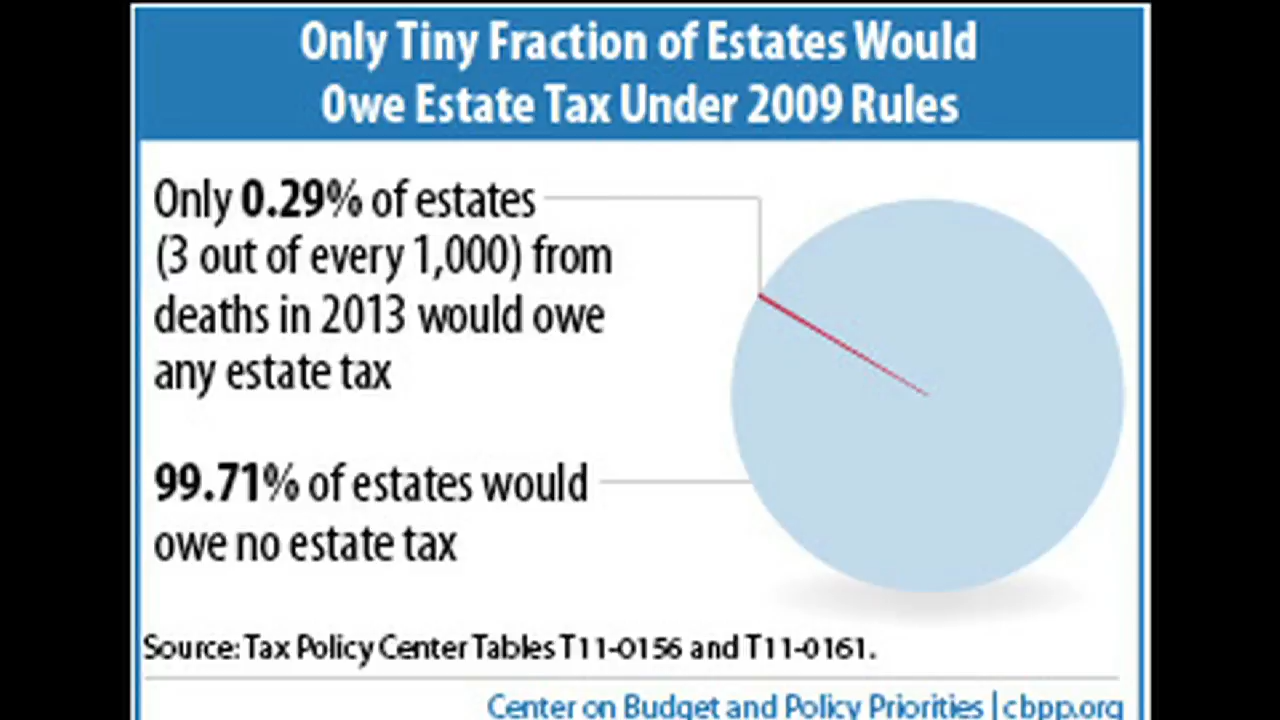 Only Tiny Fraction of Estates Would
Owe Estate Tax Under 2009 Rules
Only 0.29% of estates
(3 out of every 1,000) from
deaths in 2013 would owe
any estate tax
99.71% of estates would
owe no estate tax
Source: Tax Policy Center Tables T11-0156 and T11-0161.
Center on Budget and Policy Priorities | cbpp.org